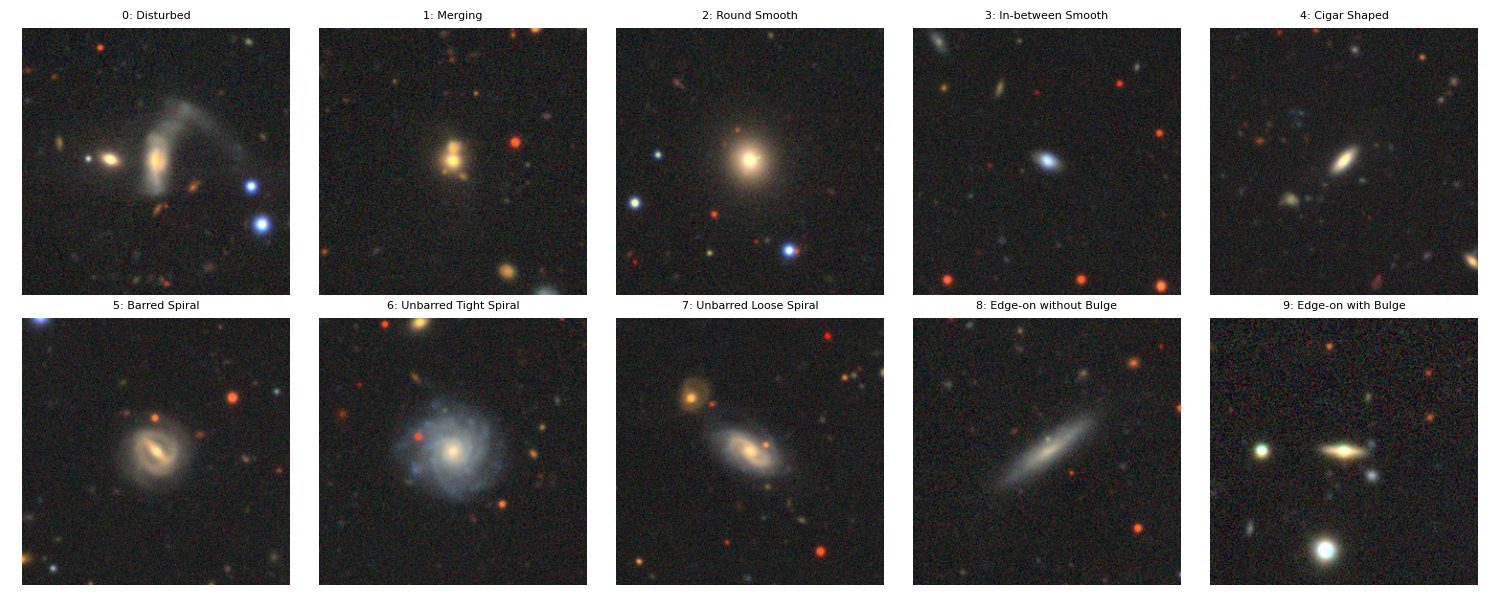 0: Disturbed
1: Merging
2: Round Smooth
3: In-between Smooth
4: Cigar Shaped
5: Barred Spiral
6: Unbarred Tight Spiral
7: Unbarred Loose Spiral
8: Edge-on without Bulge
9: Edge-on with Bulge